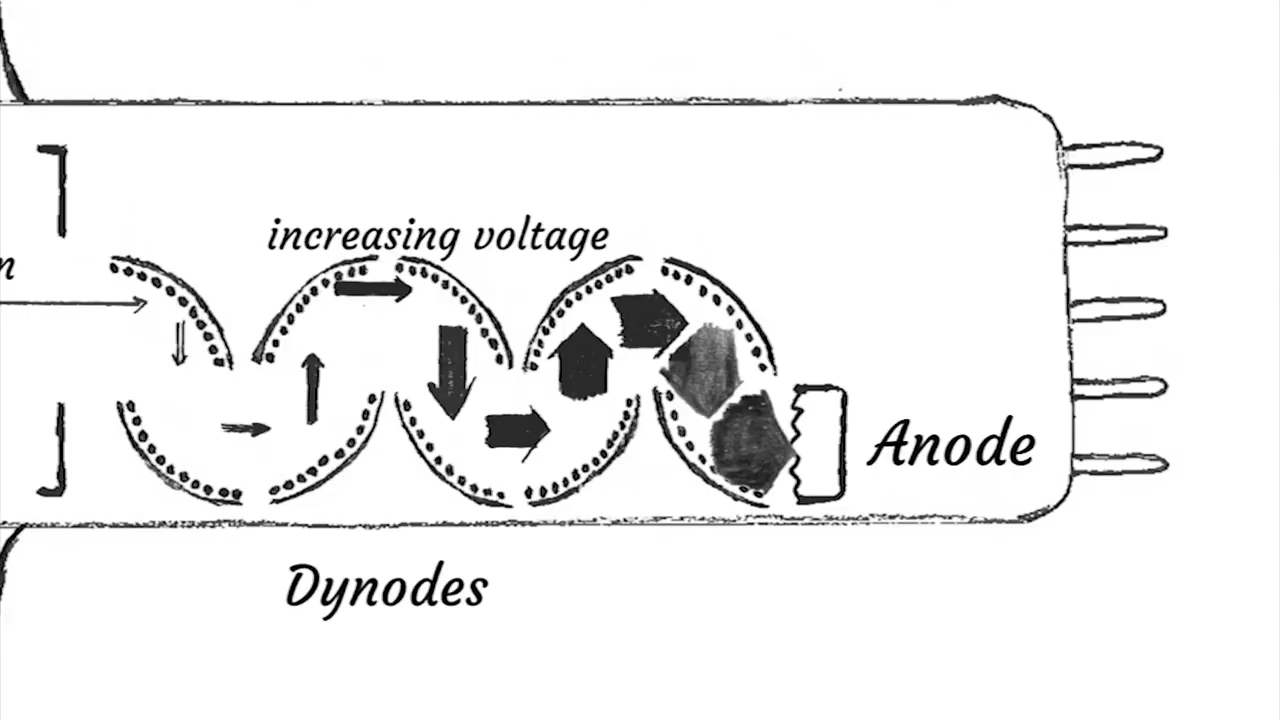 increasing voltage
n
Anode
Dynodes